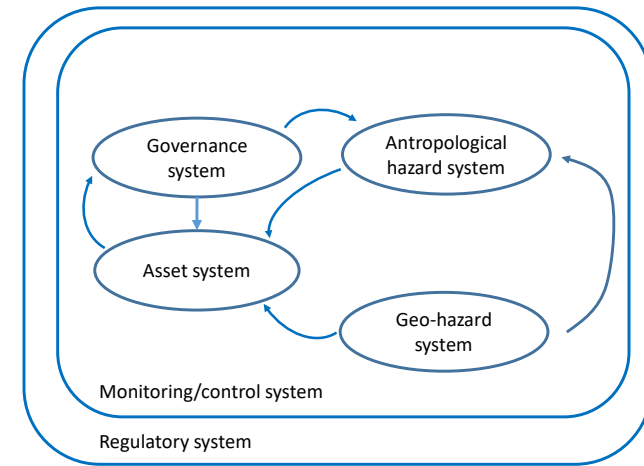 Governance
system
Antropological
hazard system
Asset system
Geo-hazard
system
Monitoring/control system
Regulatory system